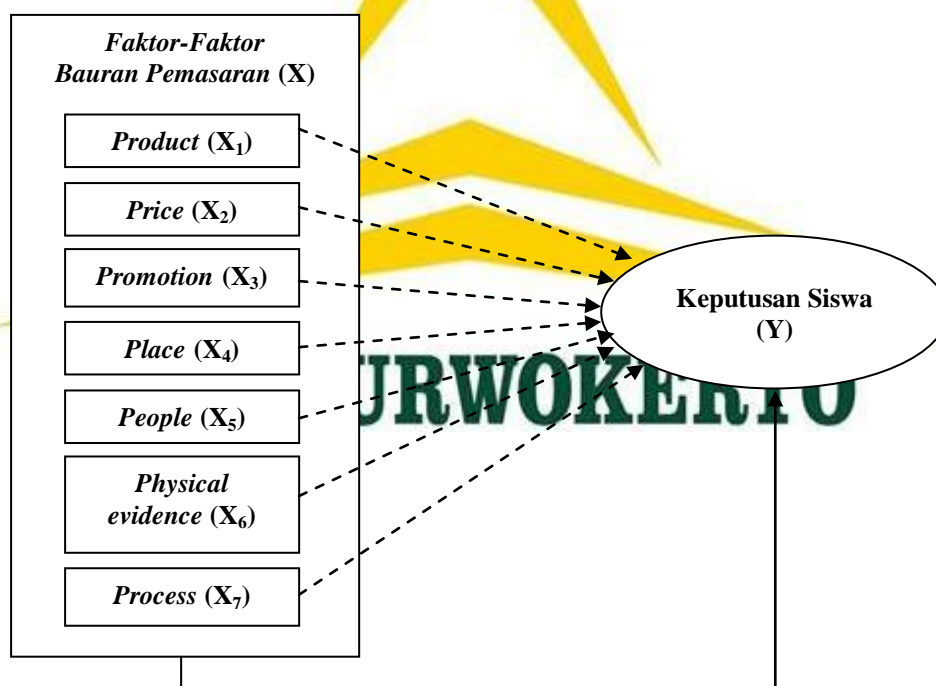 Faktor-Faktor
Bauran Pemasaran (X)
Product (X₁)
Price (X₂)
Promotion (X₃)
Place (X₄)
People (X₅)
Physical
evidence (X₆)
Process (X₇)
Keputusan Siswa
(Y)
URWOKERTO